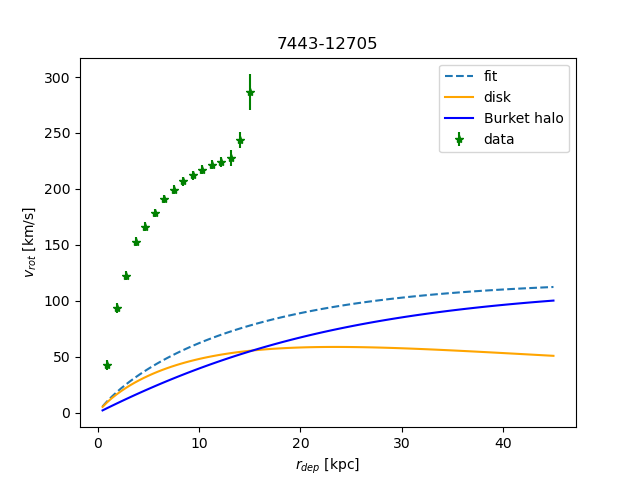 7443-12705
300
250
200
150
100
50
0
v_rot [km/s]
fit
disk
Burket halo
data
0 10 20 30 40
r_dep [kpc]